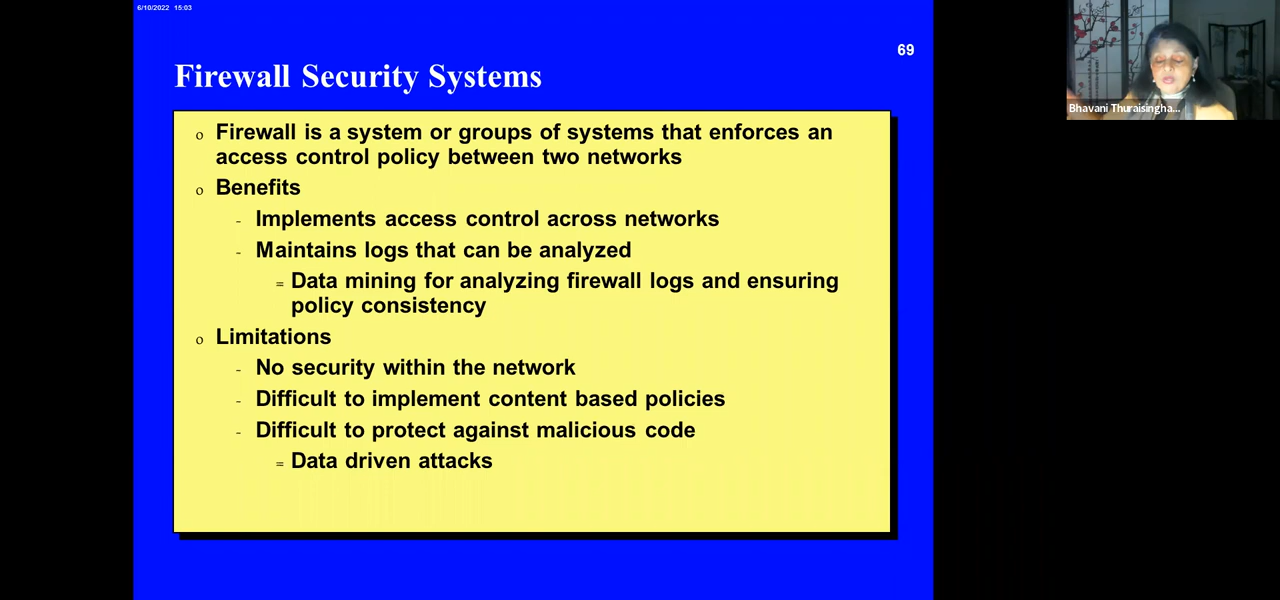 6/10/2022 15:03
69
Firewall Security Systems
o Firewall is a system or groups of systems that enforces an
access control policy between two networks
o Benefits
- Implements access control across networks
- Maintains logs that can be analyzed
= Data mining for analyzing firewall logs and ensuring
policy consistency
o Limitations
- No security within the network
- Difficult to implement content based policies
- Difficult to protect against malicious code
= Data driven attacks
Bhavani Thuraisingha...